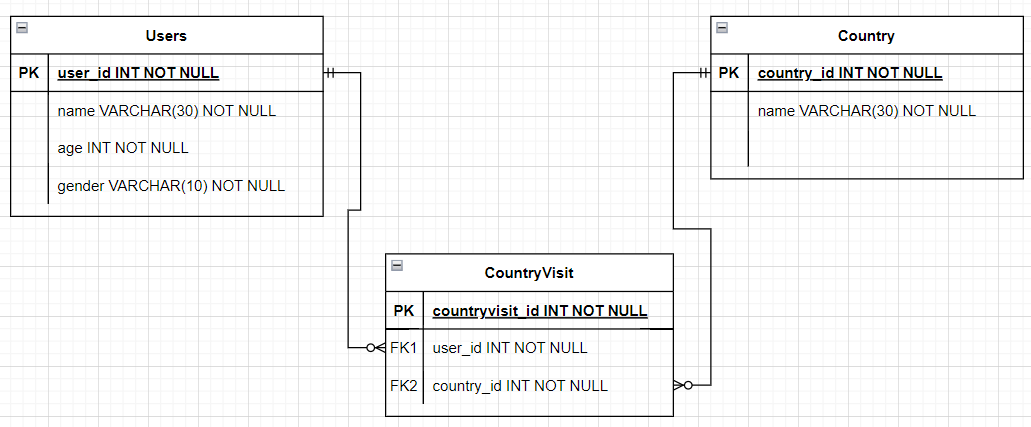 Users
PK user_id INT NOT NULL
name VARCHAR(30) NOT NULL
age INT NOT NULL
gender VARCHAR(10) NOT NULL
Country
PK country_id INT NOT NULL
name VARCHAR(30) NOT NULL
CountryVisit
PK countryvisit_id INT NOT NULL
FK1 user_id INT NOT NULL
FK2 country_id INT NOT NULL